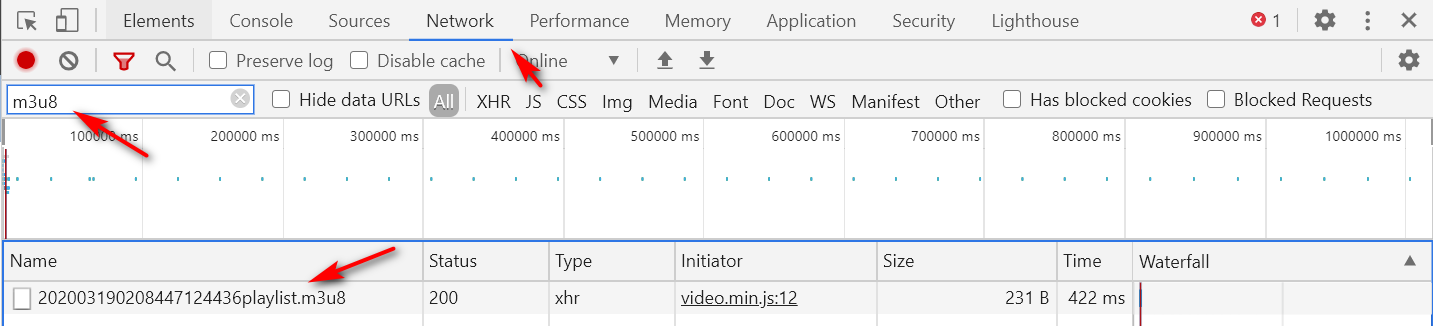 Elements Console Sources Network Performance Memory Application Security Lighthouse 1
Preserve log Disable cache Online
m3u8 Hide data URLs All XHR JS CSS Img Media Font Doc WS Manifest Other Has blocked cookies Blocked Requests
100000 ms 200000 ms 300000 ms 400000 ms 500000 ms 600000 ms 700000 ms 800000 ms 900000 ms 1000000 ms
Name Status Type Initiator Size Time Waterfall
202003190208447124436playlist.m3u8 200 xhr video.min.js:12 231 B 422 ms